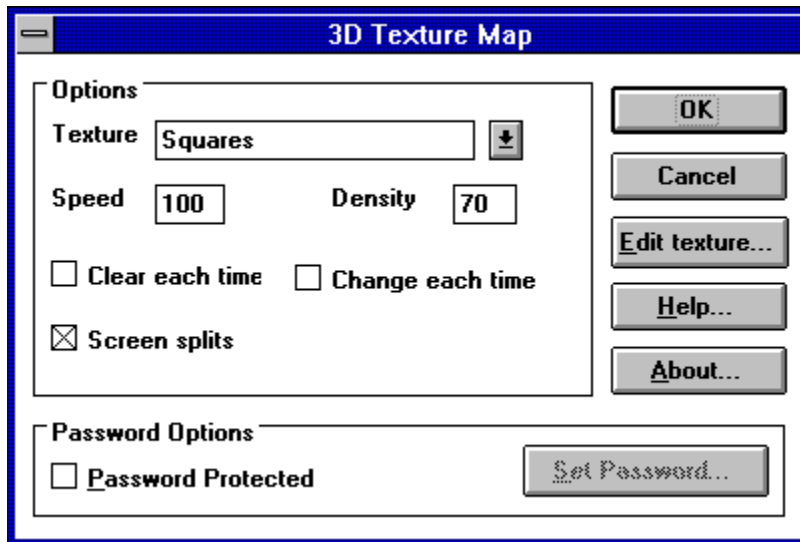 3D Texture Map
Options
Texture Squares
Speed 100 Density 70
Clear each time Change each time
Screen splits
OK
Cancel
Edit texture...
Help...
About...
Password Options
Password Protected Set Password...